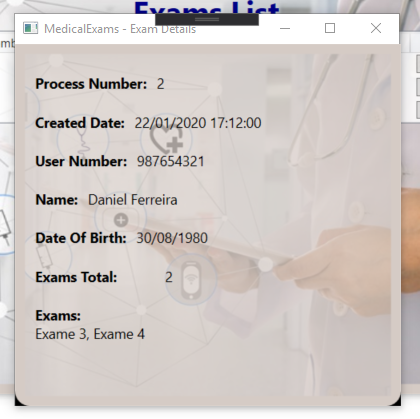 Exams List
MedicalExams - Exam Details
Process Number: 2
Created Date: 22/01/2020 17:12:00
User Number: 987654321
Name: Daniel Ferreira
Date Of Birth: 30/08/1980
Exams Total: 2
Exams:
Exame 3, Exame 4